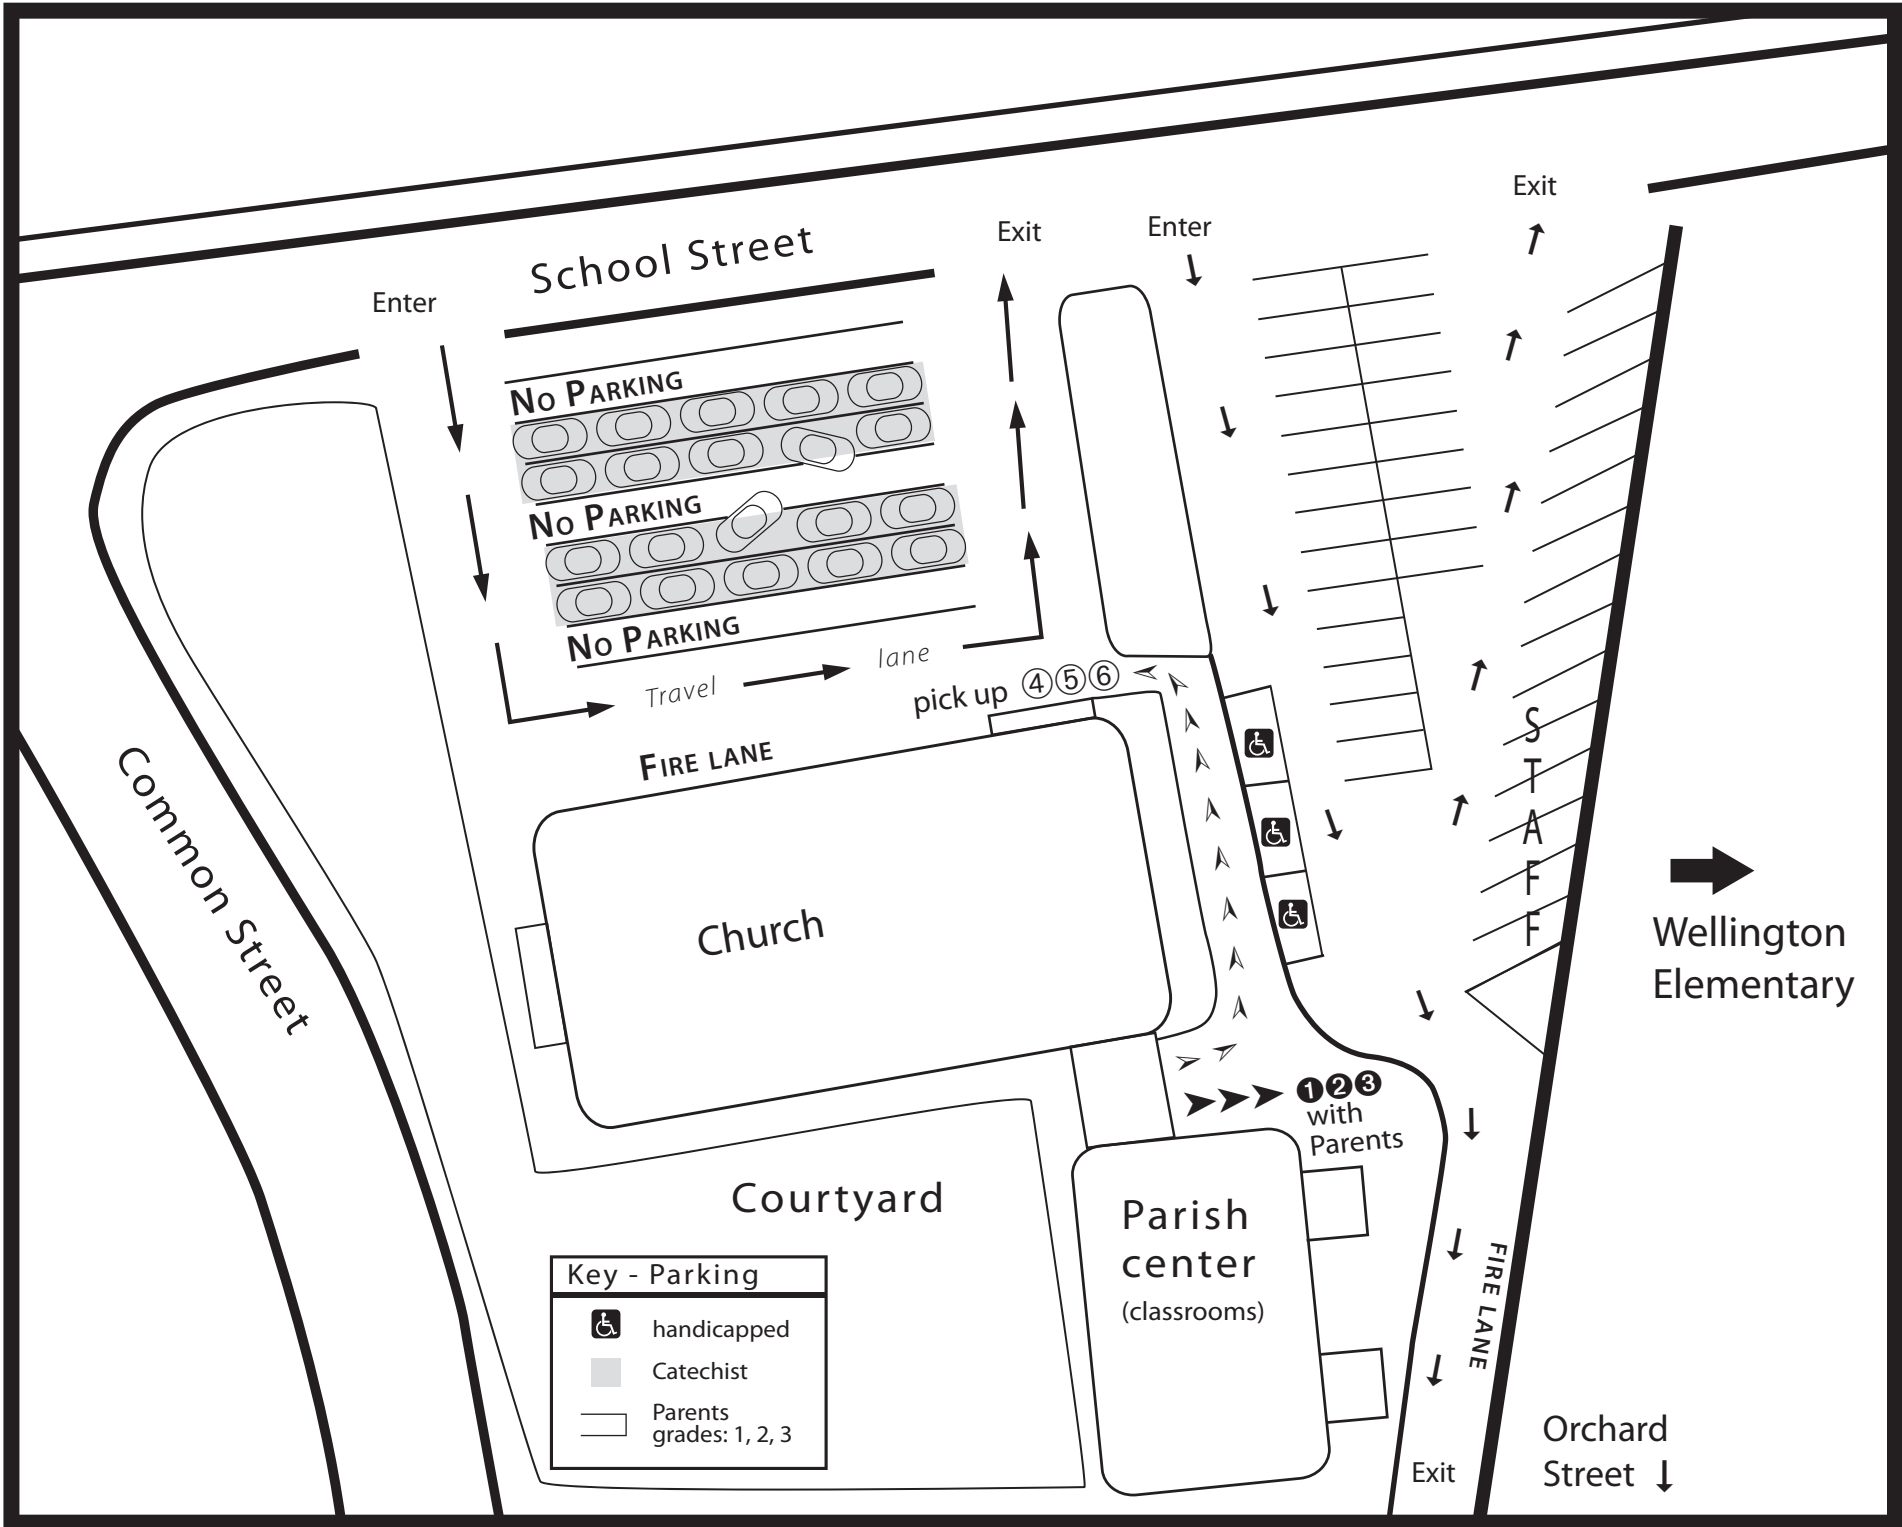 Exit
Enter
Exit
School Street
Enter
No Parking
No Parking
No Parking
Travel lane
pick up ④⑤⑥
Fire lane
Common Street
Church
STAFF
Wellington
Elementary
❶❷❸
with
Parents
Courtyard
Parish
center
(classrooms)
Key - Parking
handicapped
Catechist
Parents
grades: 1, 2, 3
FIRE LANE
Orchard
Street
Exit